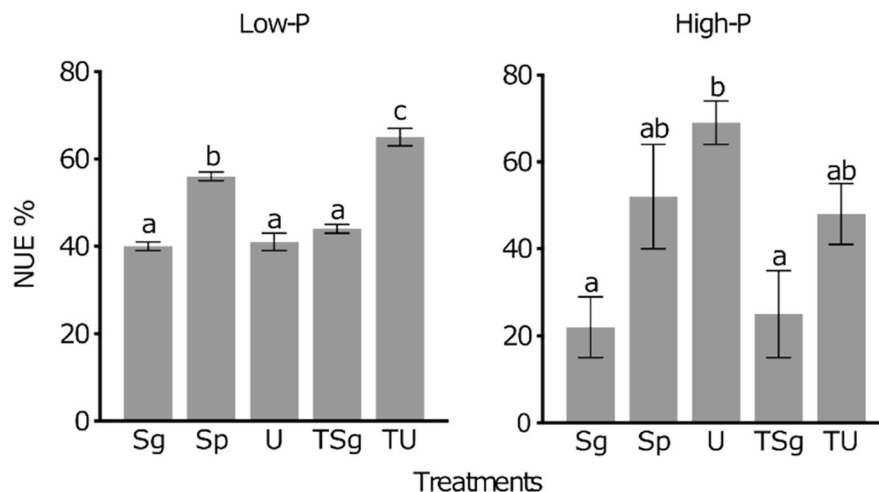 Low-P
High-P
NUE %
80
60
40
20
0
a
b
a
a
c
Sg Sp U TSg TU
80
60
40
20
0
a
ab
b
a
ab
Sg Sp U TSg TU
Treatments